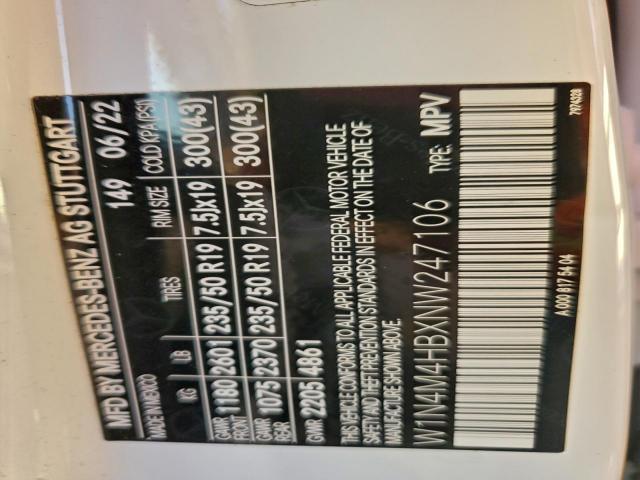 MFD BY MERCEDES-BENZ AG STUTTGART
MADE IN MEXICO 149 06/22
KG LB TIRES RIM SIZE COLD KPA(PSI)
GAWR FRONT 1180 2601 235/50 R19 7.5Jx19 300(43)
GAWR REAR 1075 2370 235/50 R19 7.5Jx19 300(43)
GVWR 2205 4861
THIS VEHICLE CONFORMS TO ALL APPLICABLE FEDERAL MOTOR VEHICLE
SAFETY AND THEFT PREVENTION STANDARDS IN EFFECT ON THE DATE OF
MANUFACTURE SHOWN ABOVE.
W1N4M4HBXNW247106 TYPE: MPV
A 000 817 54 04 7974328